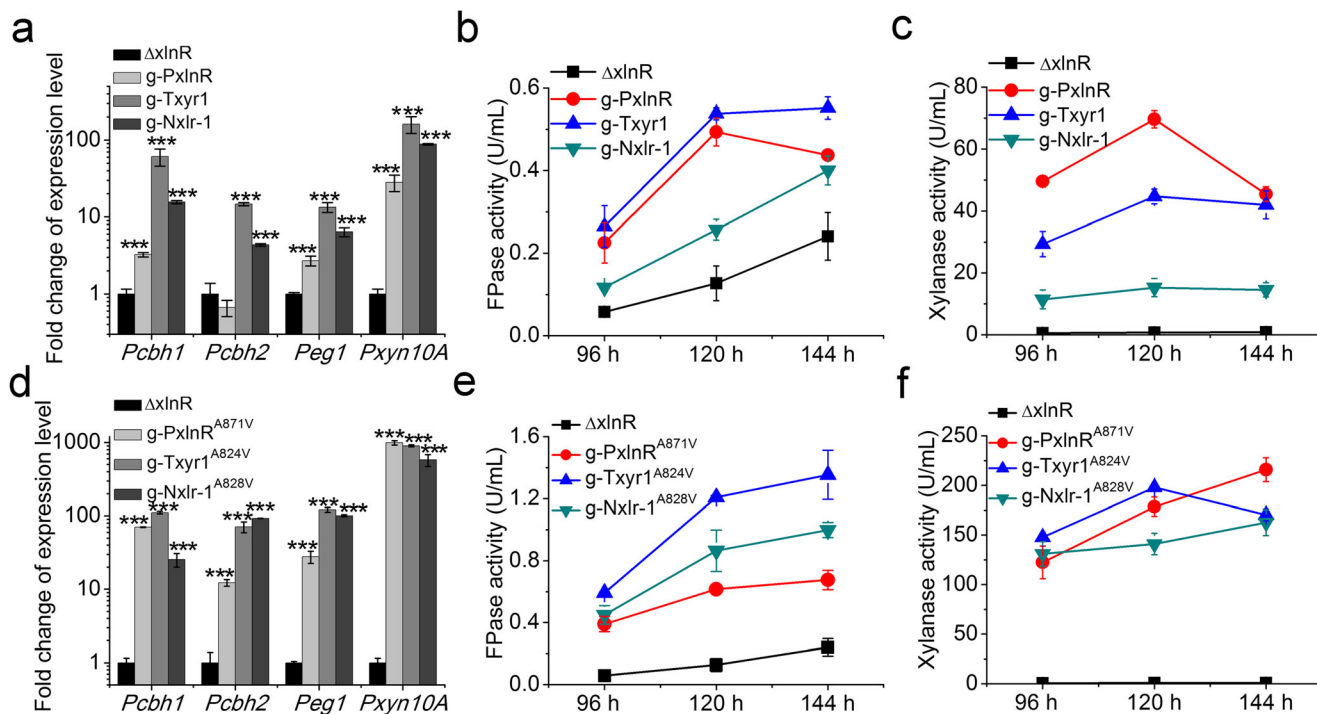 a
ΔxlnR
g-PxlnR
g-Txyr1
g-Nxlr-1
Fold change of expression level
100
10
1
*** *** ***
*** ***
*** *** ***
*** *** ***
Pcbh1 Pcbh2 Peg1 Pxyn10A
b
ΔxlnR
g-PxlnR
g-Txyr1
g-Nxlr-1
FPase activity (U/mL)
0.6
0.4
0.2
0.0
96 h 120 h 144 h
c
ΔxlnR
g-PxlnR
g-Txyr1
g-Nxlr-1
Xylanase activity (U/mL)
80
60
40
20
0
96 h 120 h 144 h
d
ΔxlnR
g-PxlnR^A871V
g-Txyr1^A824V
g-Nxlr-1^A828V
Fold change of expression level
1000
100
10
1
*** *** ***
*** *** ***
*** *** ***
*** *** ***
Pcbh1 Pcbh2 Peg1 Pxyn10A
e
ΔxlnR
g-PxlnR^A871V
g-Txyr1^A824V
g-Nxlr-1^A828V
FPase activity (U/mL)
1.6
1.2
0.8
0.4
0.0
96 h 120 h 144 h
f
ΔxlnR
g-PxlnR^A871V
g-Txyr1^A824V
g-Nxlr-1^A828V
Xylanase activity (U/mL)
250
200
150
100
50
0
96 h 120 h 144 h